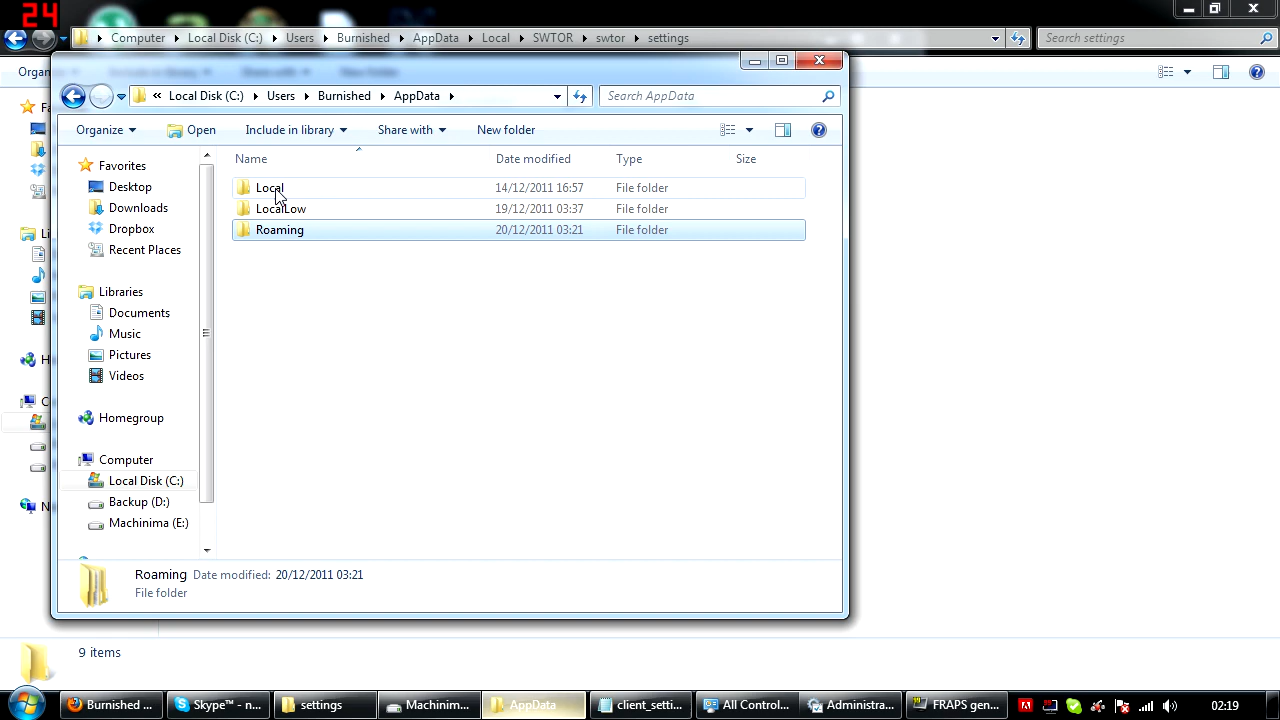 24
Computer Local Disk (C:) Users Burnished AppData Local SWTOR swtor settings
Search settings
Organ
Local Disk (C:) Users Burnished AppData
Search AppData
Organize Open Include in library Share with New folder
Name Date modified Type Size
Favorites
Desktop
Downloads
Dropbox
Recent Places
Libraries
Documents
Music
Pictures
Videos
Homegroup
Computer
Local Disk (C:)
Backup (D:)
Machinima (E:)
Local 14/12/2011 16:57 File folder
LocalLow 19/12/2011 03:37 File folder
Roaming 20/12/2011 03:21 File folder
Fa
Li
H
C
N
Roaming Date modified: 20/12/2011 03:21
File folder
9 items
Burnished ... Skype™ - n... settings Machinim... AppData client_setti... All Control... Administra... FRAPS gen... 02:19